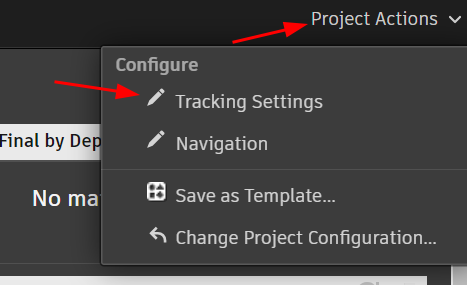 Project Actions
Configure
Tracking Settings
Final by Dep
Navigation
No ma
Save as Template...
Change Project Configuration...